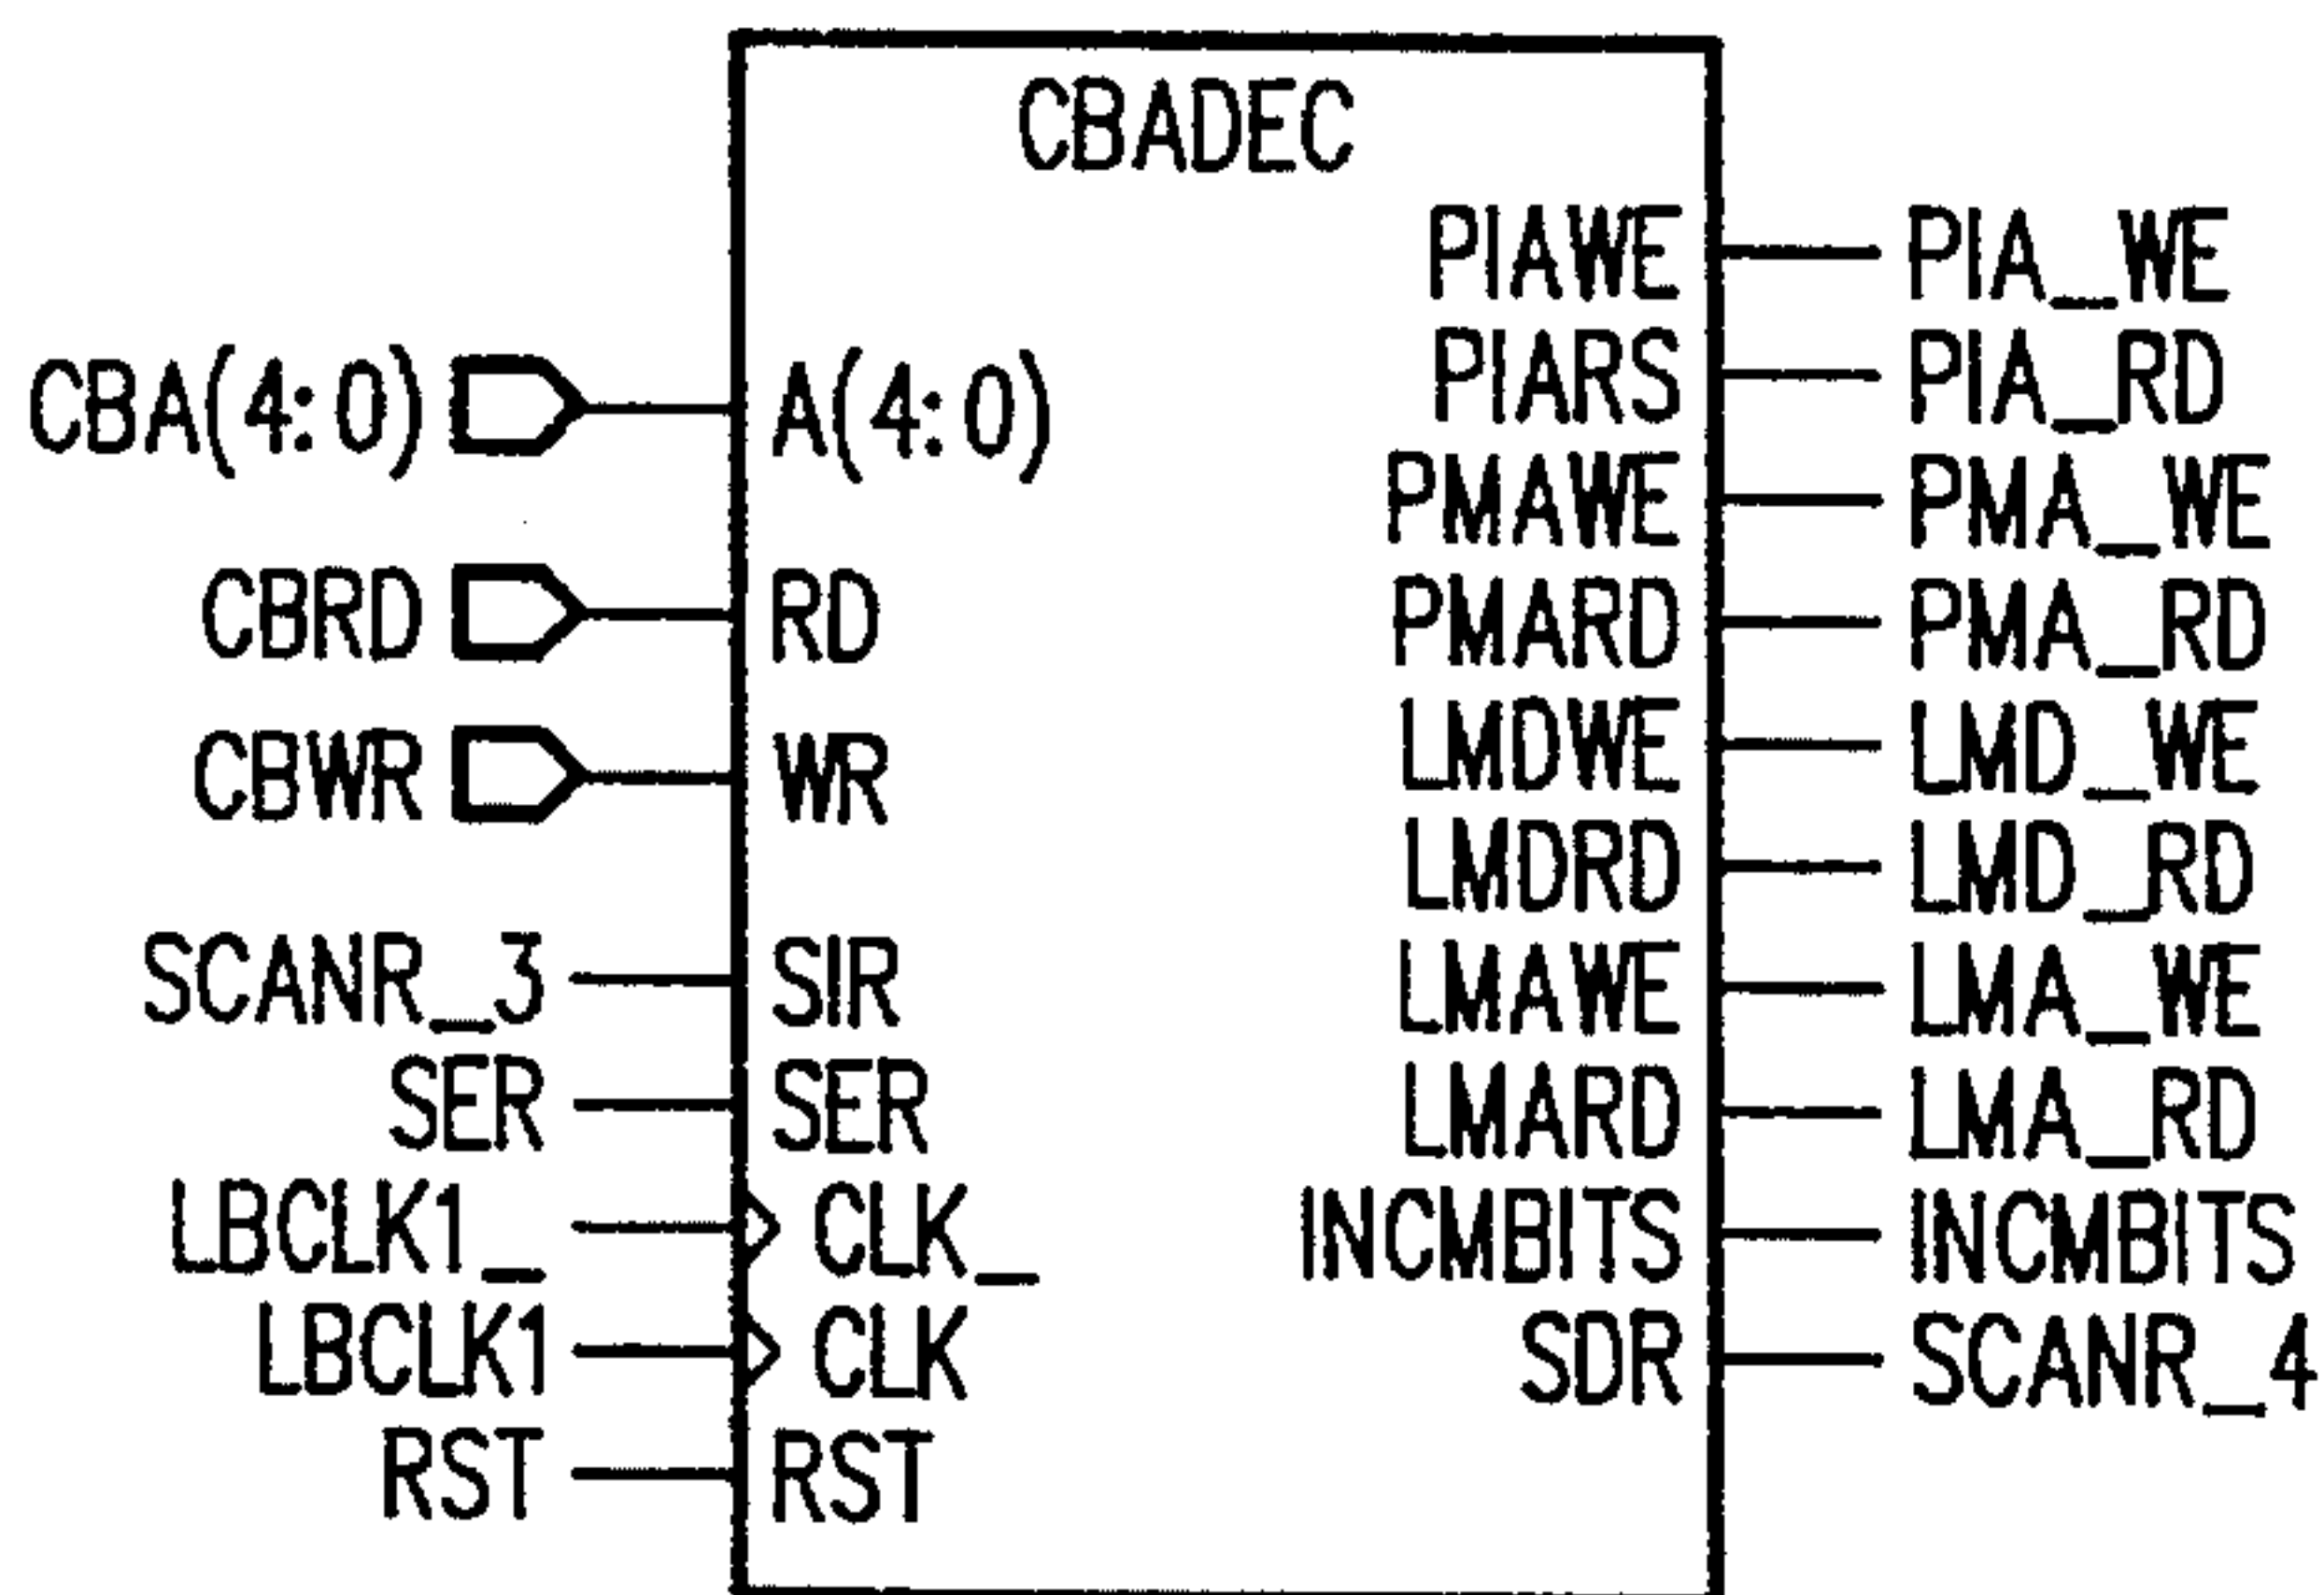 CBADEC
PIAWE PIA_WE
PIARS PIA_RD
CBA(4:0) A(4:0)
PMAWE PMA_WE
CBRD RD PMARD PMA_RD
LMDWE LMD_WE
CBWR WR
LMDRD LMD_RD
SCANR_3 SIR LMAWE LMA_WE
SER SER LMARD LMA_RD
LBCLK1_ CLK_ INCMBITS INCMBITS
LBCLK1 CLK SDR SCANR_4
RST RST